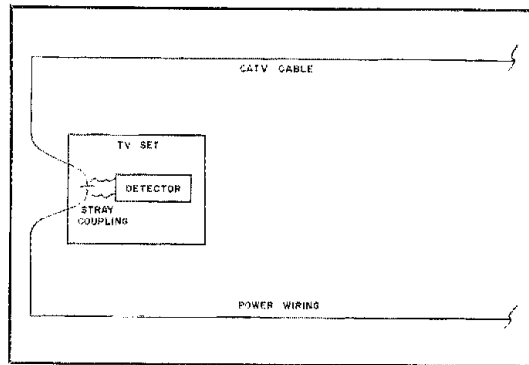 CATV CABLE
TV SET
DETECTOR
STRAY
COUPLING
POWER WIRING